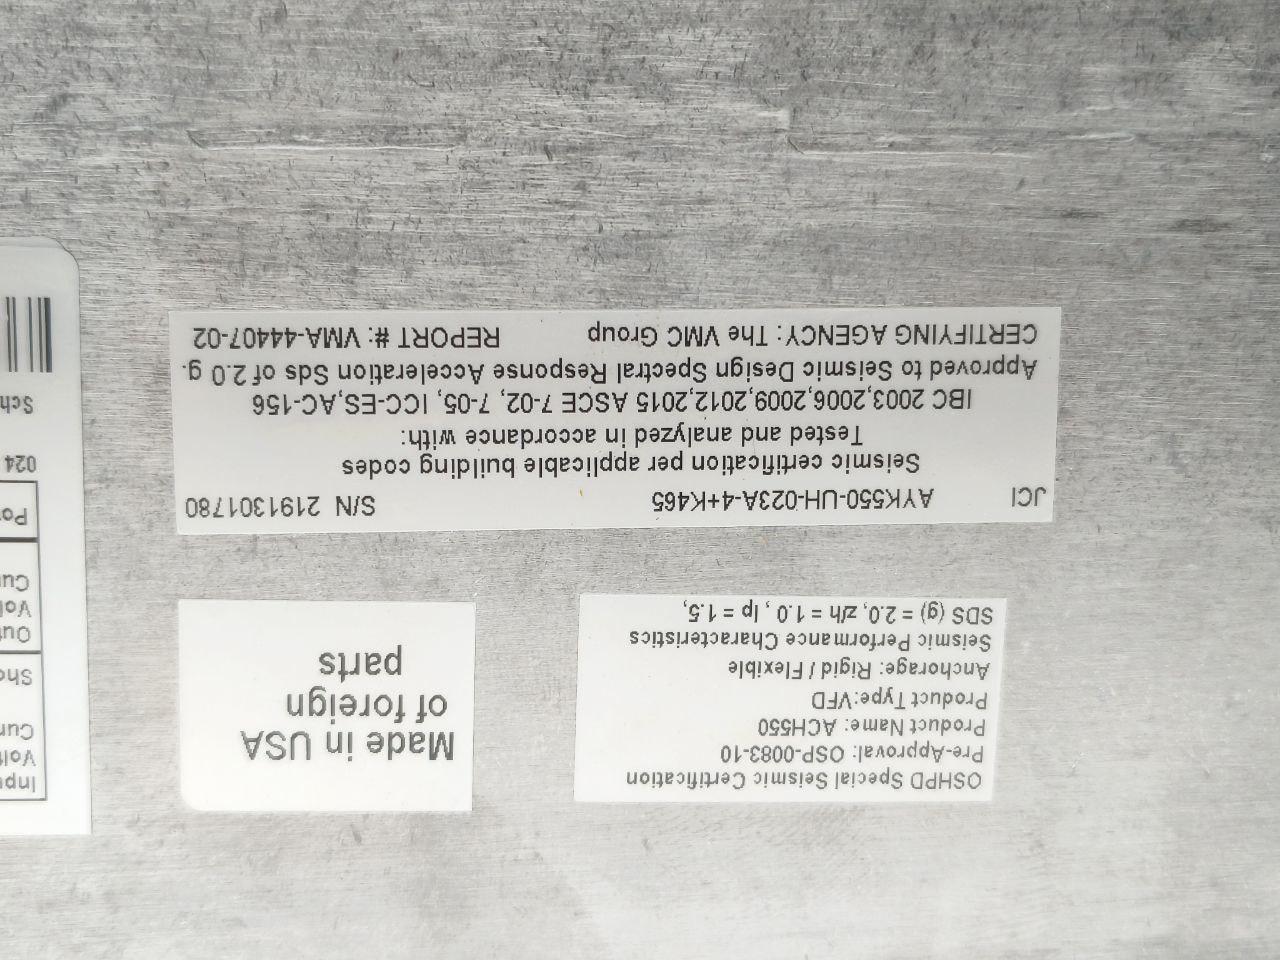 OSHPD Special Seismic Certification
Pre-Approval: OSP-0083-10
Product Name: ACH550
Product Type:VFD
Anchorage: Rigid / Flexible
Seismic Performance Characteristics
SDS (g) = 2.0, z/h = 1.0 , Ip = 1.5,
Made in USA
of foreign
parts
JCI AYK550-UH-023A-4+K465 S/N 2191301780
Seismic certification per applicable building codes
Tested and analyzed in accordance with:
IBC 2003,2006,2009,2012,2015 ASCE 7-02, 7-05, ICC-ES,AC-156
Approved to Seismic Design Spectral Response Acceleration Sds of 2.0 g.
CERTIFYING AGENCY: The VMC Group REPORT #: VMA-44407-02
024